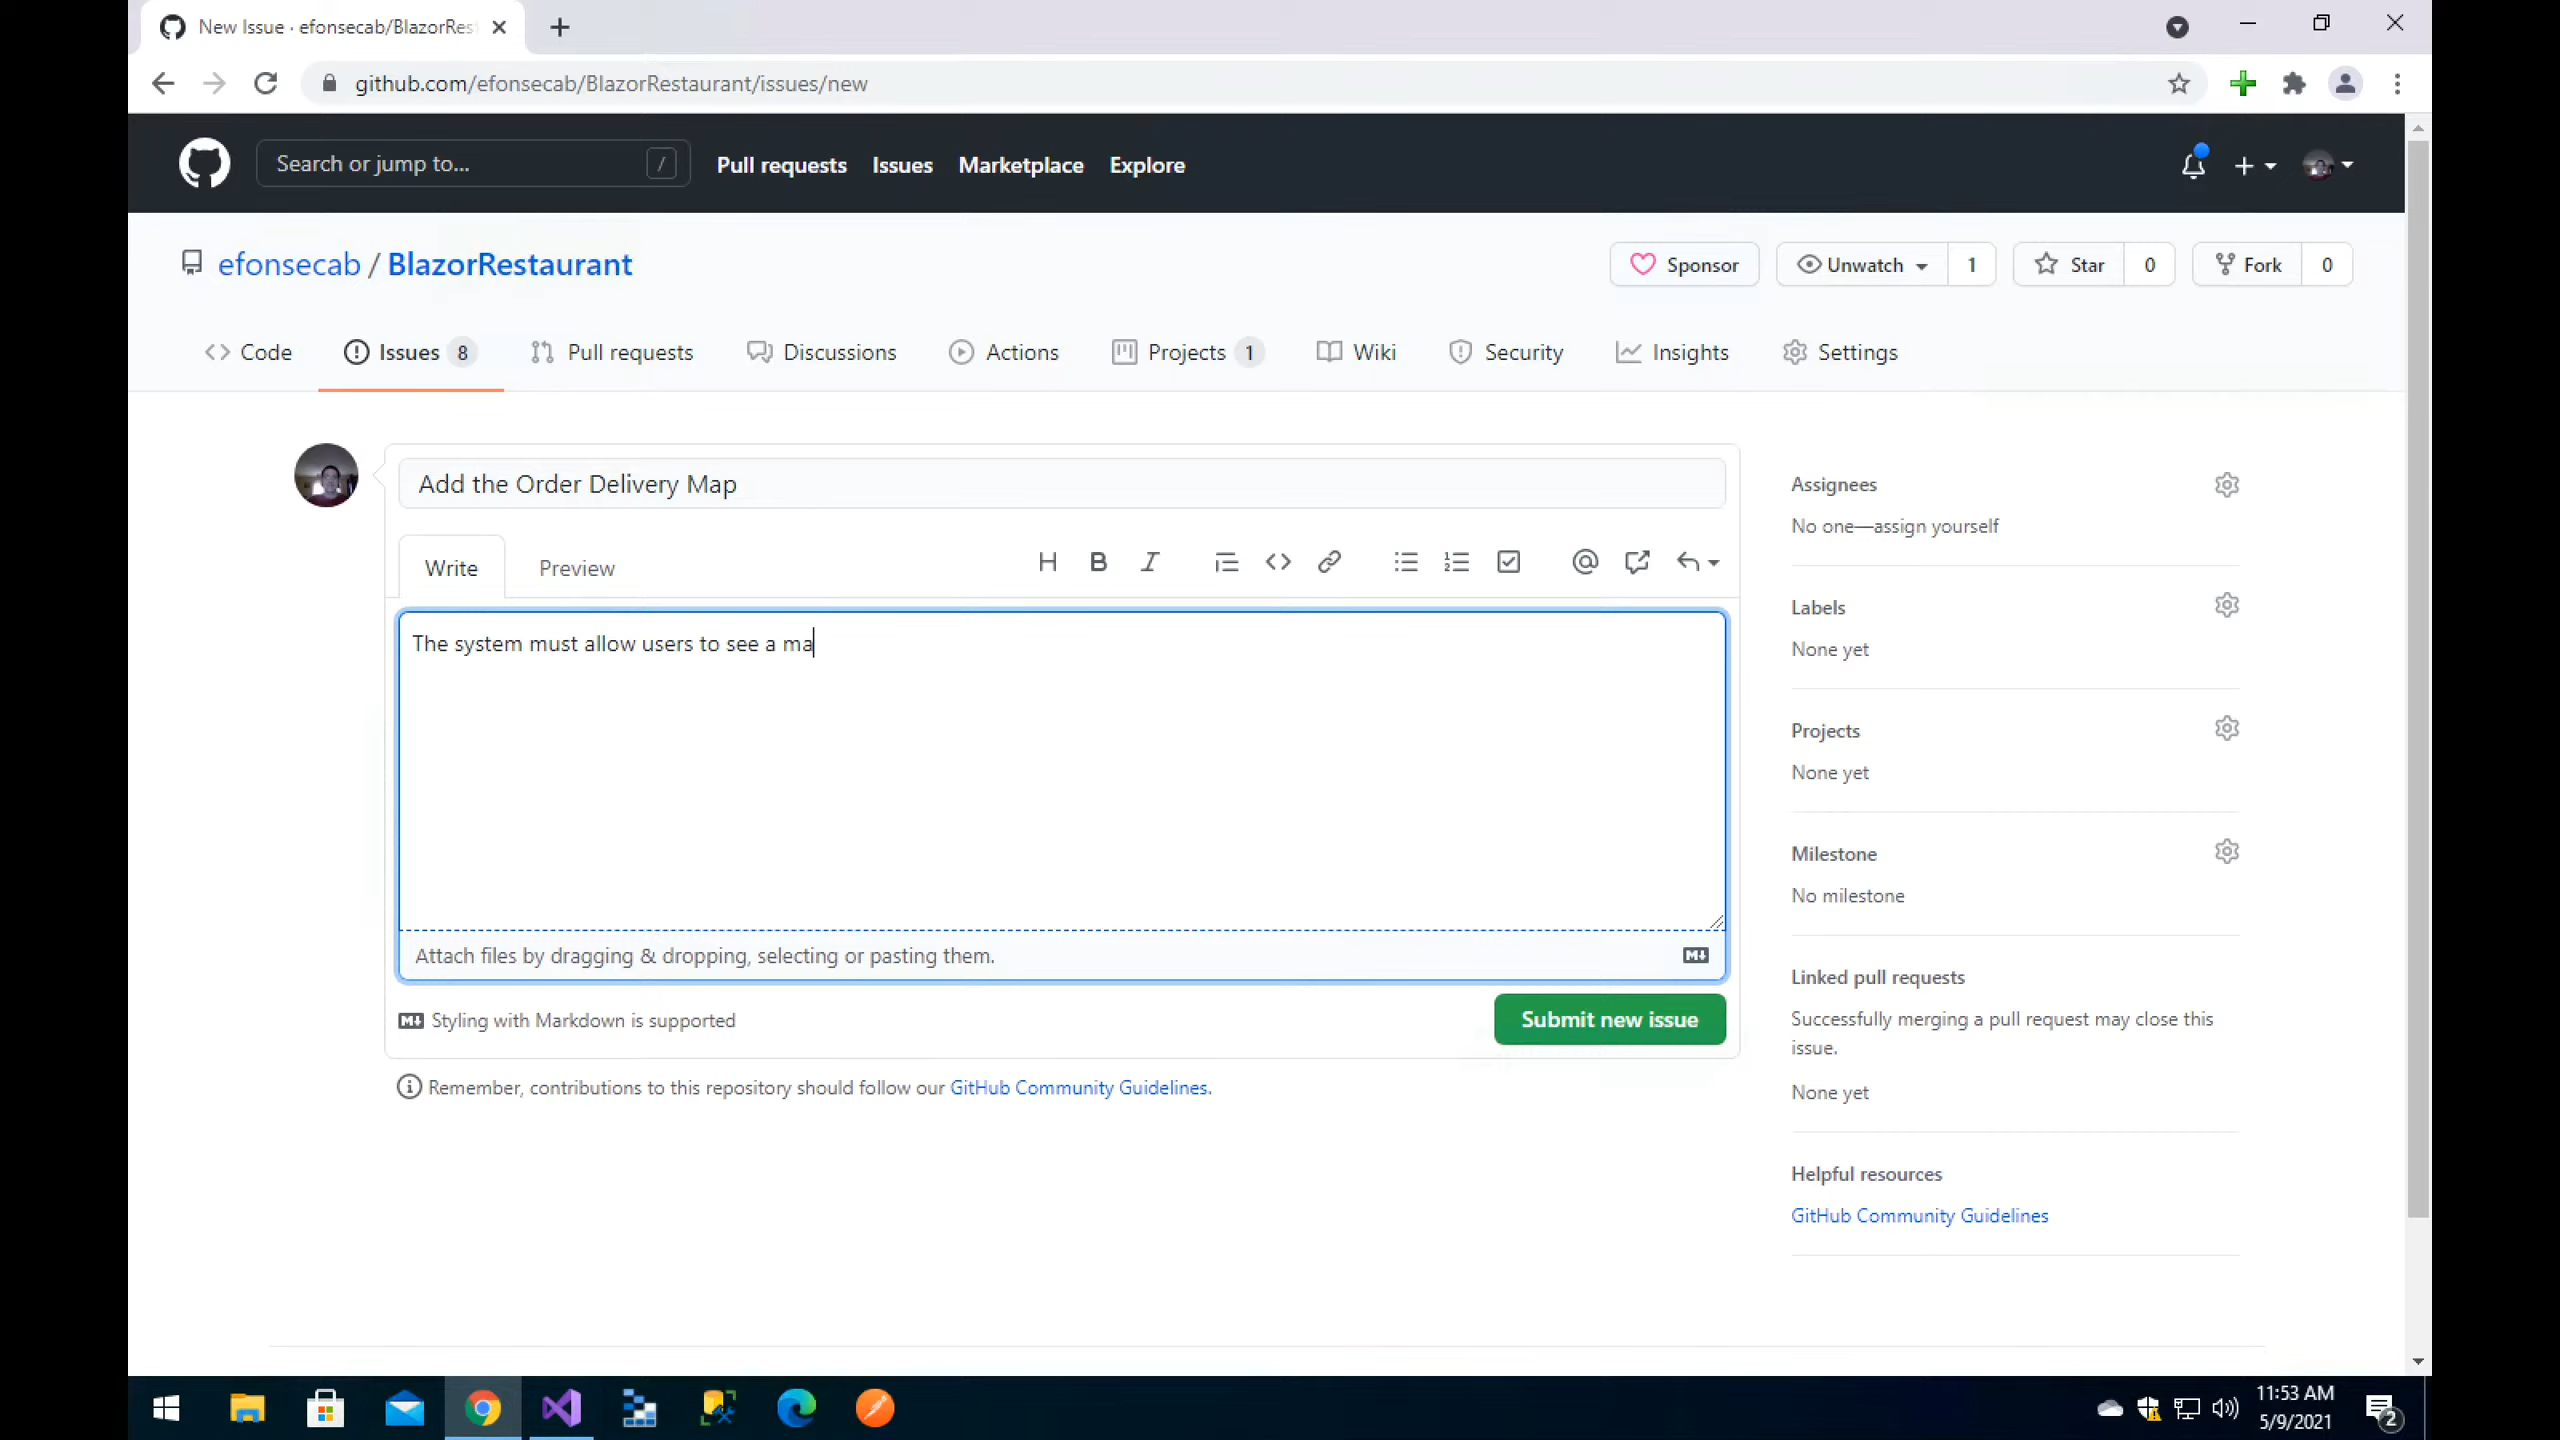 New Issue · efonsecab/BlazorRes
github.com/efonsecab/BlazorRestaurant/issues/new
Search or jump to... /
Pull requests Issues Marketplace Explore
efonsecab / BlazorRestaurant
Sponsor
Unwatch 1
Star 0
Fork 0
Code
Issues 8
Pull requests
Discussions
Actions
Projects 1
Wiki
Security
Insights
Settings
Add the Order Delivery Map
Write Preview
The system must allow users to see a ma
Attach files by dragging & dropping, selecting or pasting them.
Styling with Markdown is supported
Submit new issue
Remember, contributions to this repository should follow our GitHub Community Guidelines.
Assignees
No one—assign yourself
Labels
None yet
Projects
None yet
Milestone
No milestone
Linked pull requests
Successfully merging a pull request may close this
issue.
None yet
Helpful resources
GitHub Community Guidelines
11:53 AM
5/9/2021
2